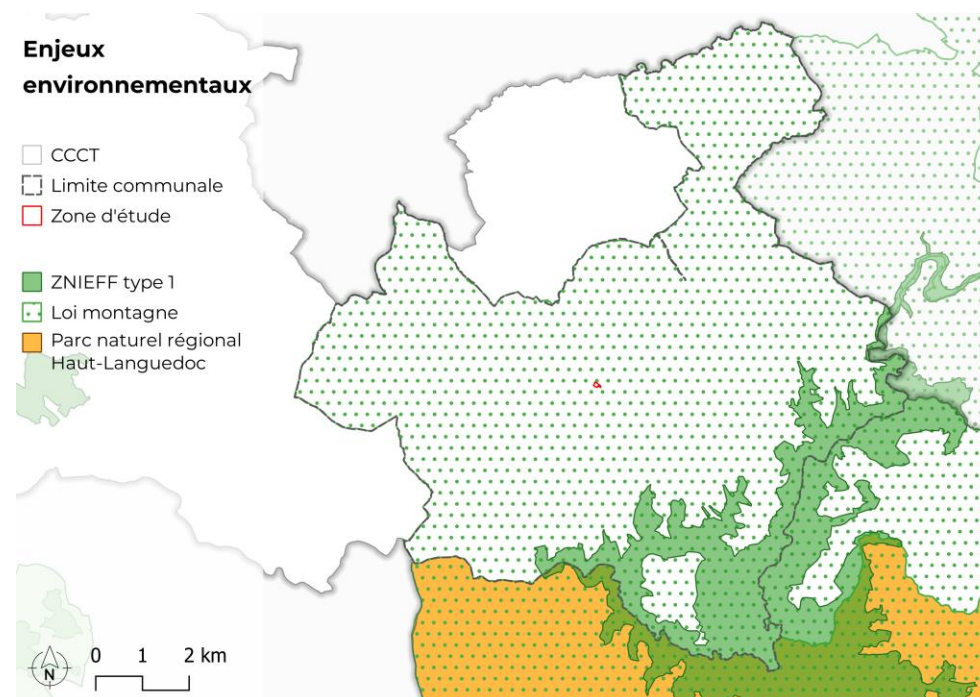 Enjeux
environnementaux
CCCT
Limite communale
Zone d'étude
ZNIEFF type 1
Loi montagne
Parc naturel régional
Haut-Languedoc
N
0 1 2 km